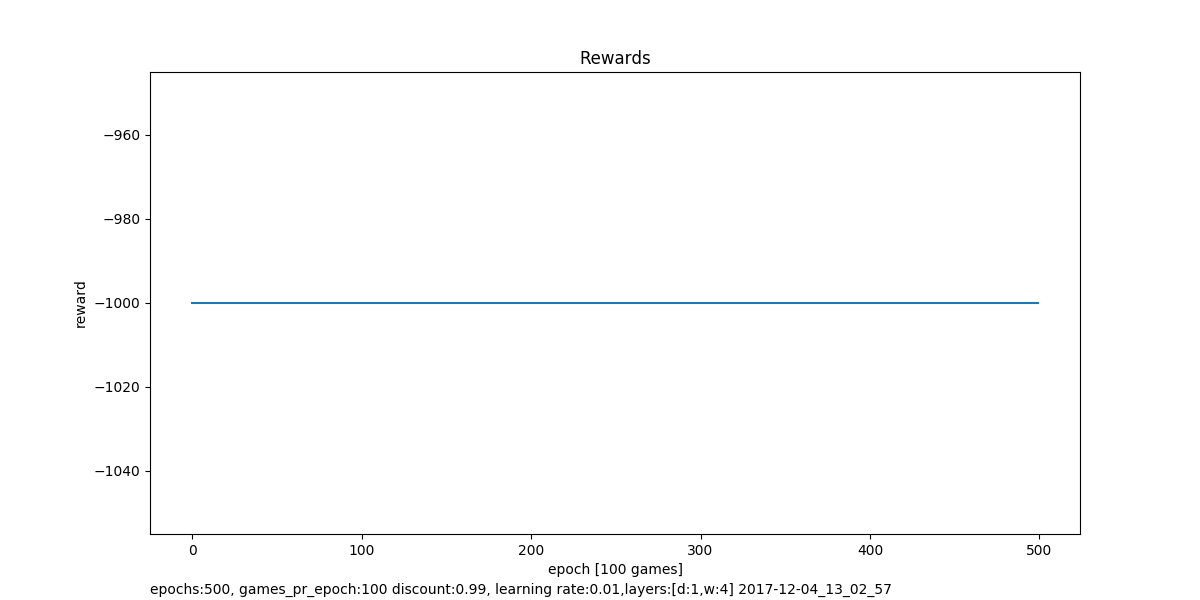 Rewards
−960
−980
−1000
−1020
−1040
reward
0 100 200 300 400 500
epoch [100 games]
epochs:500, games_pr_epoch:100 discount:0.99, learning rate:0.01,layers:[d:1,w:4] 2017-12-04_13_02_57